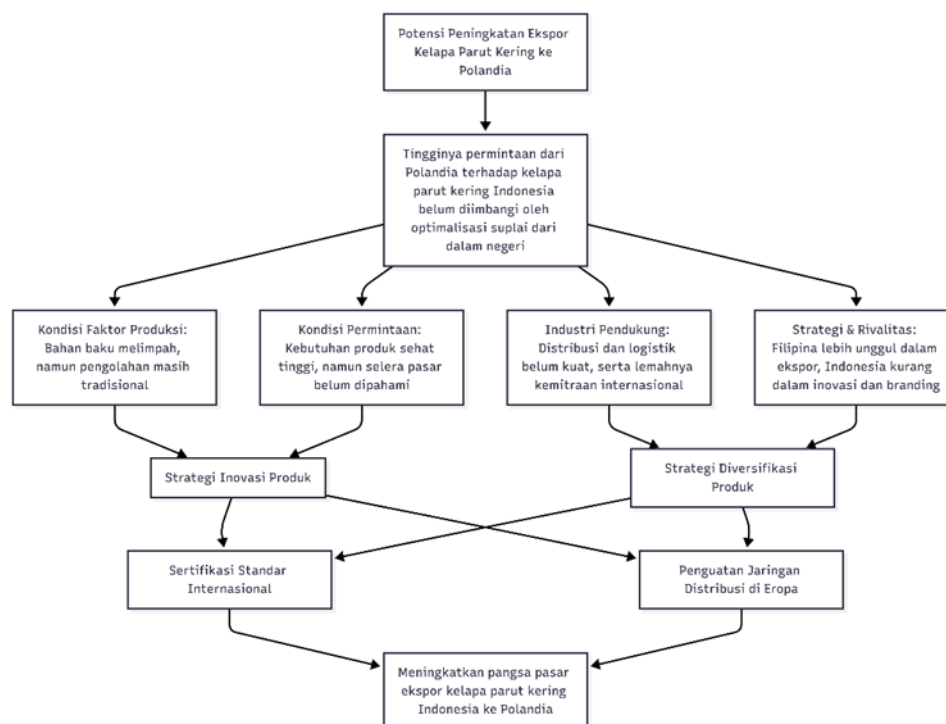 Potensi Peningkatan Ekspor
Kelapa Parut Kering ke
Polandia
Tingginya permintaan dari
Polandia terhadap kelapa
parut kering Indonesia
belum diimbangi oleh
optimalisasi suplai dari
dalam negeri
Kondisi Faktor Produksi:
Bahan baku melimpah,
namun pengolahan masih
tradisional
Kondisi Permintaan:
Kebutuhan produk sehat
tinggi, namun selera pasar
belum dipahami
Industri Pendukung:
Distribusi dan logistik
belum kuat, serta lemahnya
kemitraan internasional
Strategi & Rivalitas:
Filipina lebih unggul dalam
ekspor, Indonesia kurang
dalam inovasi dan branding
Strategi Inovasi Produk
Strategi Diversifikasi
Produk
Sertifikasi Standar
Internasional
Penguatan Jaringan
Distribusi di Eropa
Meningkatkan pangsa pasar
ekspor kelapa parut kering
Indonesia ke Polandia